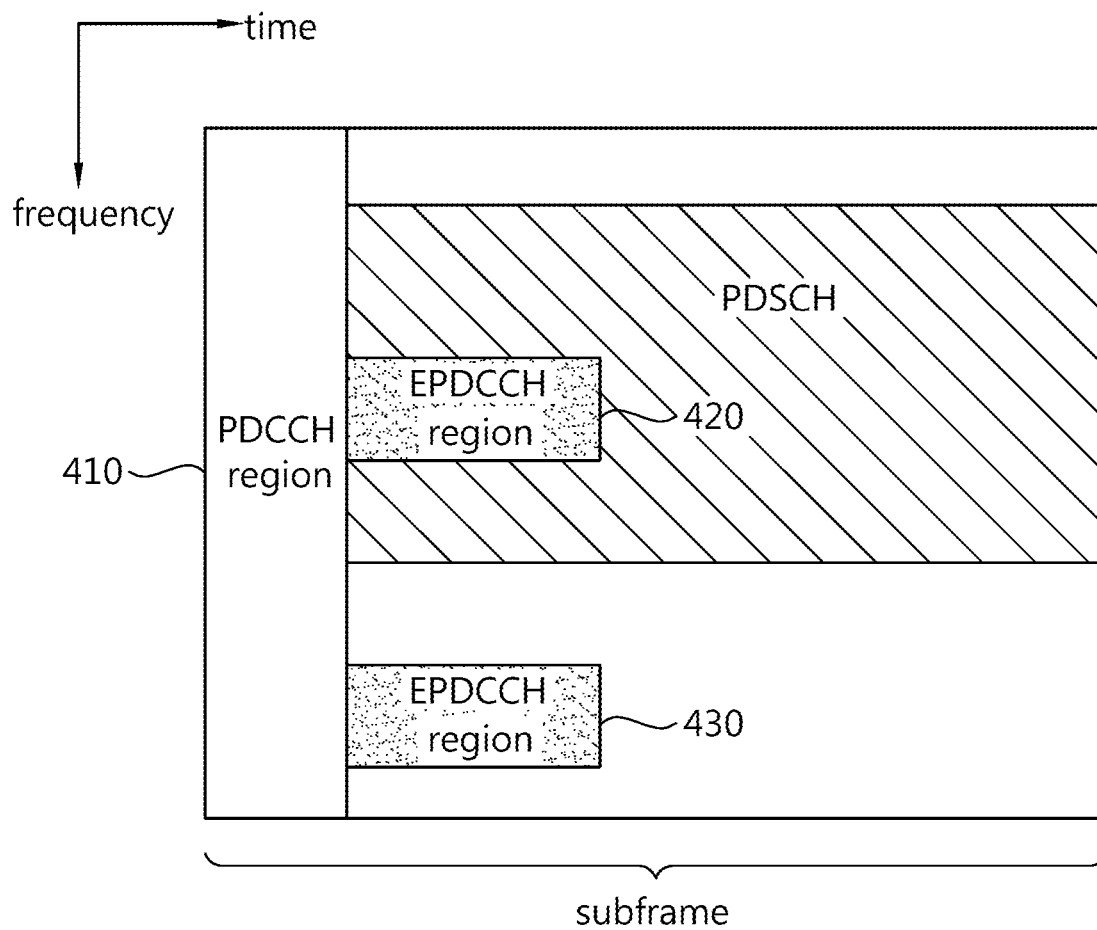 time
frequency
PDSCH
EPDCCH
region
420
PDCCH
region
410
EPDCCH
region
430
subframe